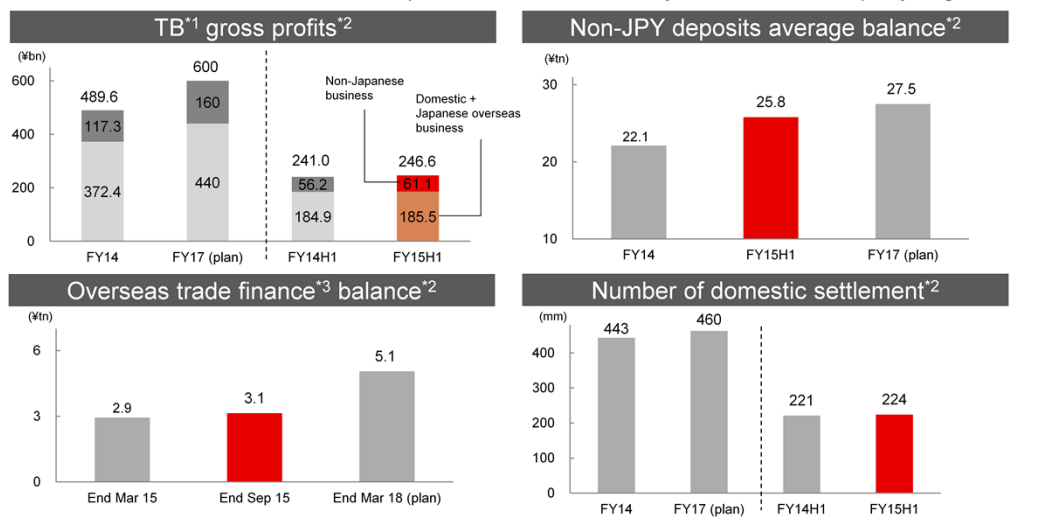 TB*1 gross profits*2
(¥bn)
600
400
200
0
489.6
117.3
372.4
600
160
440
241.0
56.2
184.9
246.6
61.1
185.5
Non-Japanese
business
Domestic +
Japanese overseas
business
FY14
FY17 (plan)
FY14H1
FY15H1
Non-JPY deposits average balance*2
(¥tn)
30
20
10
22.1
25.8
27.5
FY14
FY15H1
FY17 (plan)
Overseas trade finance*3 balance*2
(¥tn)
6
3
0
2.9
3.1
5.1
End Mar 15
End Sep 15
End Mar 18 (plan)
Number of domestic settlement*2
(mm)
400
300
200
100
0
443
460
221
224
FY14
FY17 (plan)
FY14H1
FY15H1